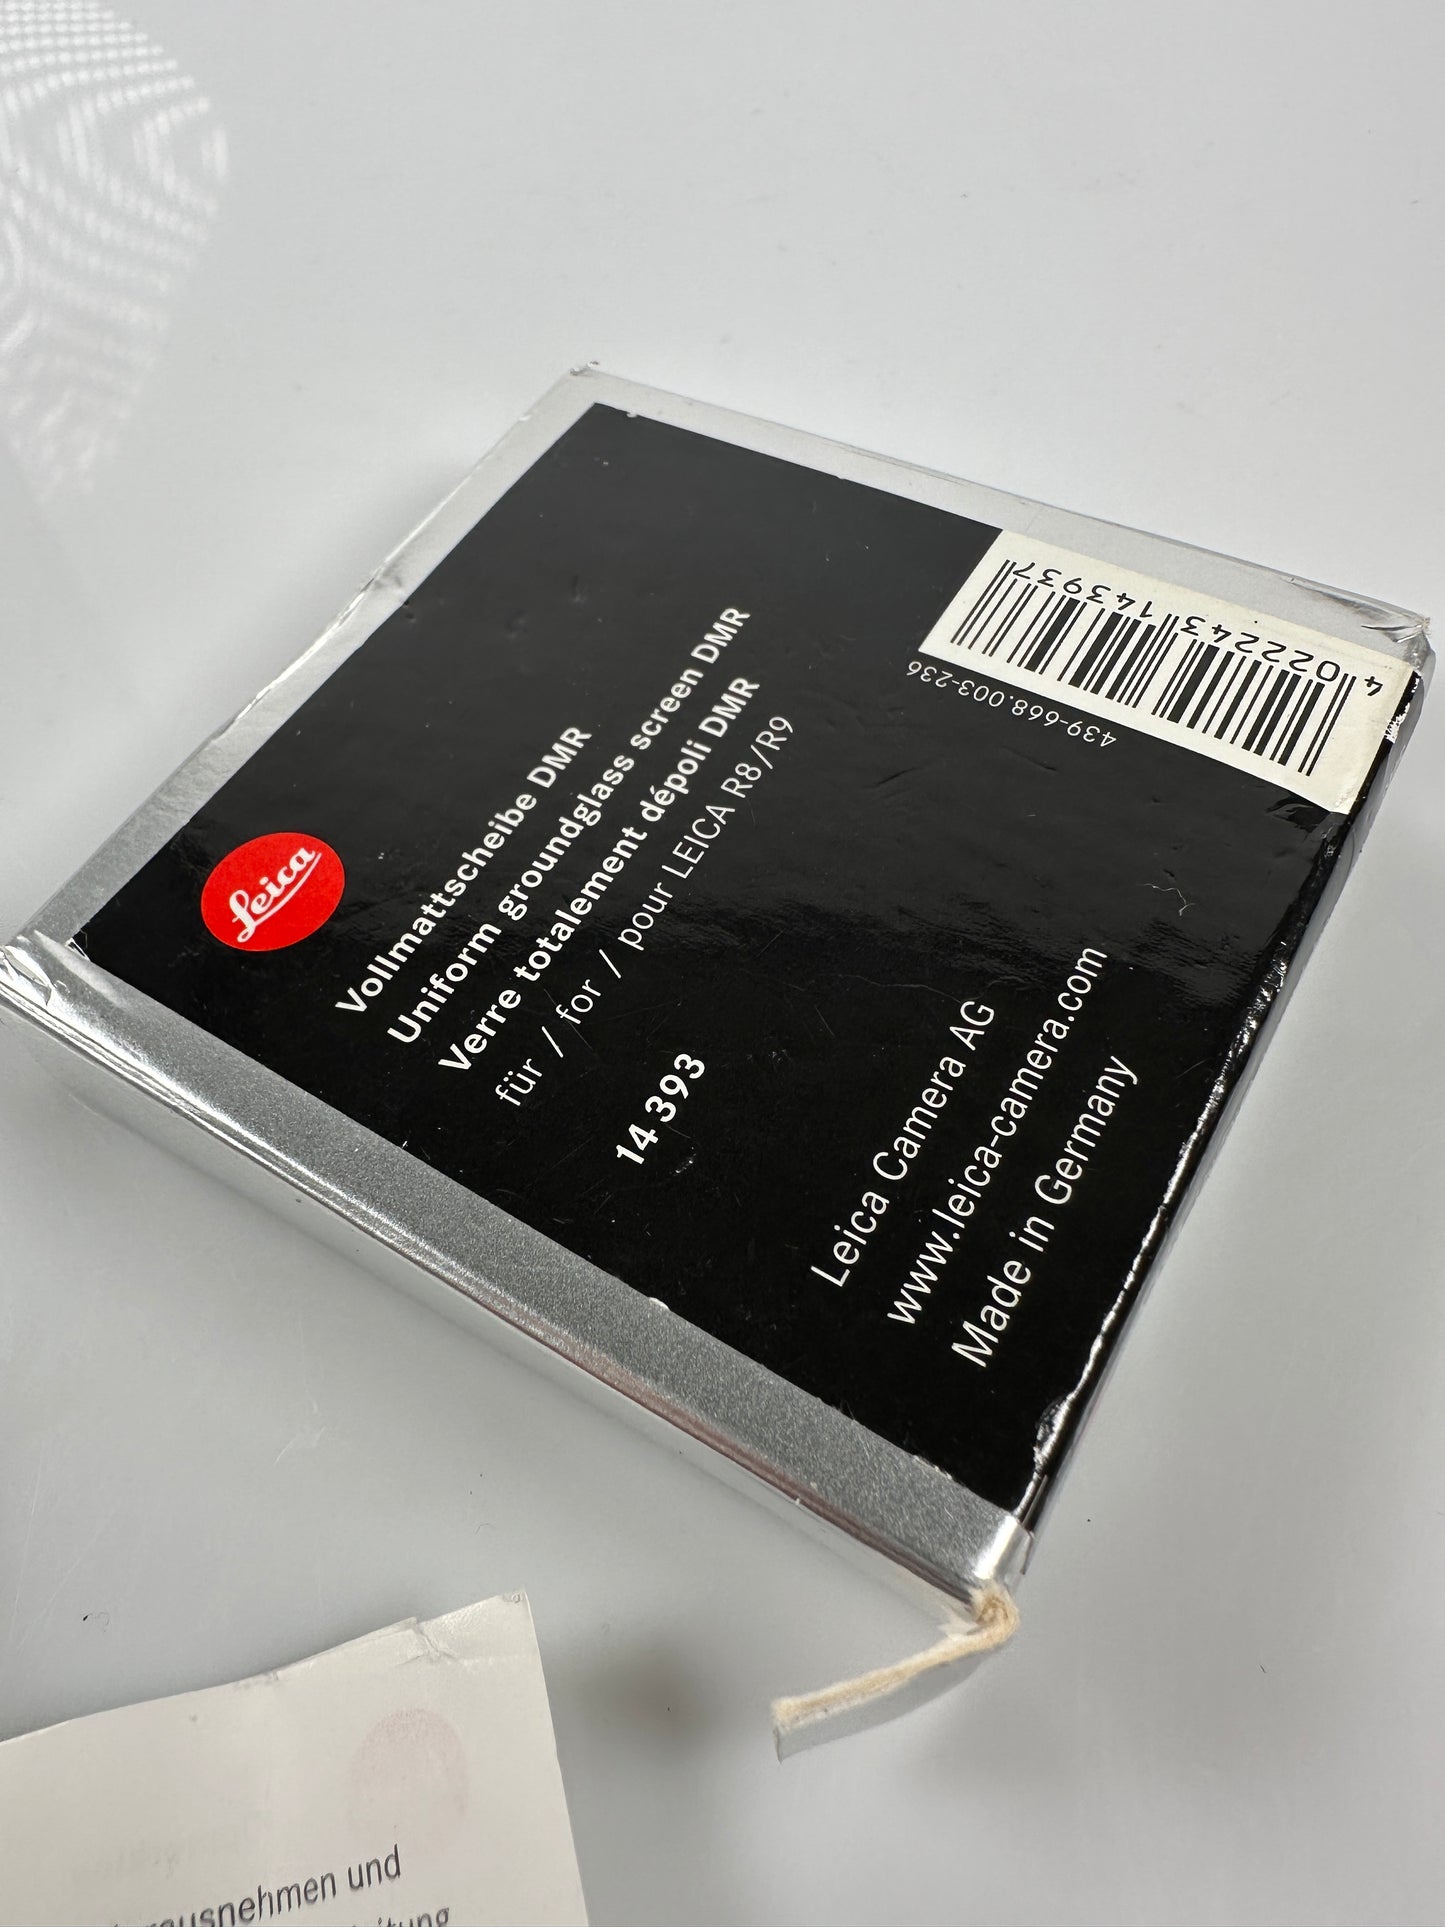 Leica
Vollmattscheibe DMR
Uniform groundglass screen DMR
Verre totalement dépoli DMR
für / for / pour LEICA R8/R9
14 393
Leica Camera AG
www.leica-camera.com
Made in Germany
4 022243 143937
439-668.003-236
und